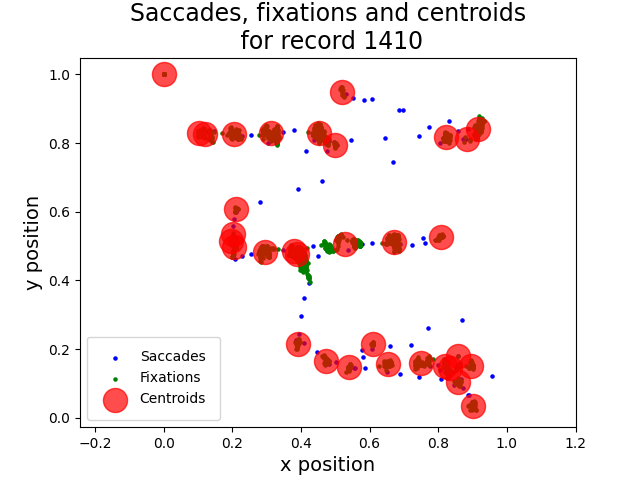 Saccades, fixations and centroids
for record 1410
1.0
0.8
0.6
0.4
0.2
0.0
y position
Saccades
Fixations
Centroids
−0.2 0.0 0.2 0.4 0.6 0.8 1.0 1.2
x position